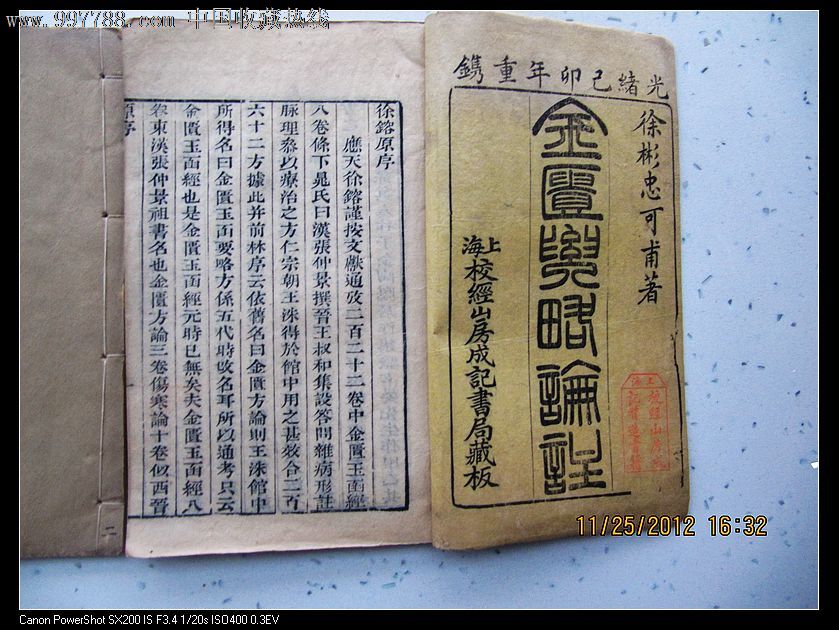 www.997788.com 中国收藏热线
光緒己卯年重鐫
徐彬忠可甫著
金匱要略論註
上海校經山房成記書局藏板
徐鎔原序
應天徐鎔謹按文獻通攷二百二十二卷中金匱玉函經
八卷條下晁氏曰漢張仲景撰晉王叔和集設答問雜病形証
脉理參以療治之方仁宗朝王洙得於館中用之甚效合二百
六十二方據此并前林序云依舊名曰金匱方論則王洙館中
所得名曰金匱玉函要略方係五代時改名耳所以通考只云
金匱玉函經也是金匱玉函經元時已無矣夫金匱玉函經八
卷東漢張仲景祖書名也金匱方論三卷傷寒論十卷似西晉
原序
二
11/25/2012 16:32
Canon PowerShot SX200 IS F3.4 1/20s ISO400 0.3EV